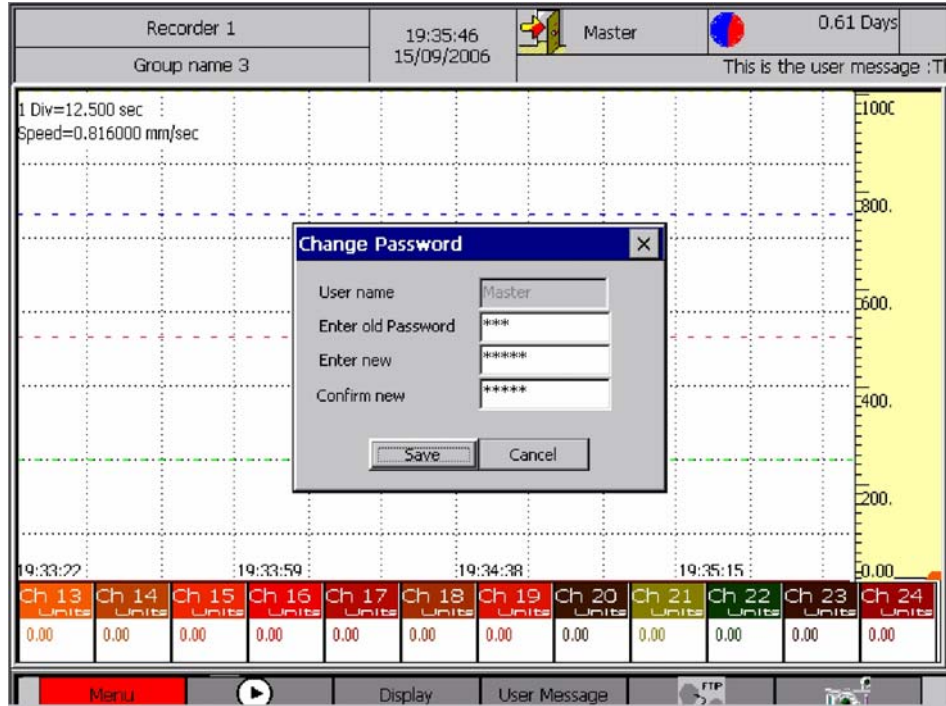 Recorder 1
19:35:46
15/09/2006
Master
0.61 Days
Group name 3
This is the user message :Th
1 Div=12.500 sec
Speed=0.816000 mm/sec
1000
800.
600.
400.
200.
0.00
Change Password
User name Master
Enter old Password ***
Enter new *****
Confirm new *****
Save Cancel
19:33:22 19:33:59 19:34:38 19:35:15
Ch 13 Ch 14 Ch 15 Ch 16 Ch 17 Ch 18 Ch 19 Ch 20 Ch 21 Ch 22 Ch 23 Ch 24
Units Units Units Units Units Units Units Units Units Units Units Units
0.00 0.00 0.00 0.00 0.00 0.00 0.00 0.00 0.00 0.00 0.00 0.00
Menu Display User Message FTP